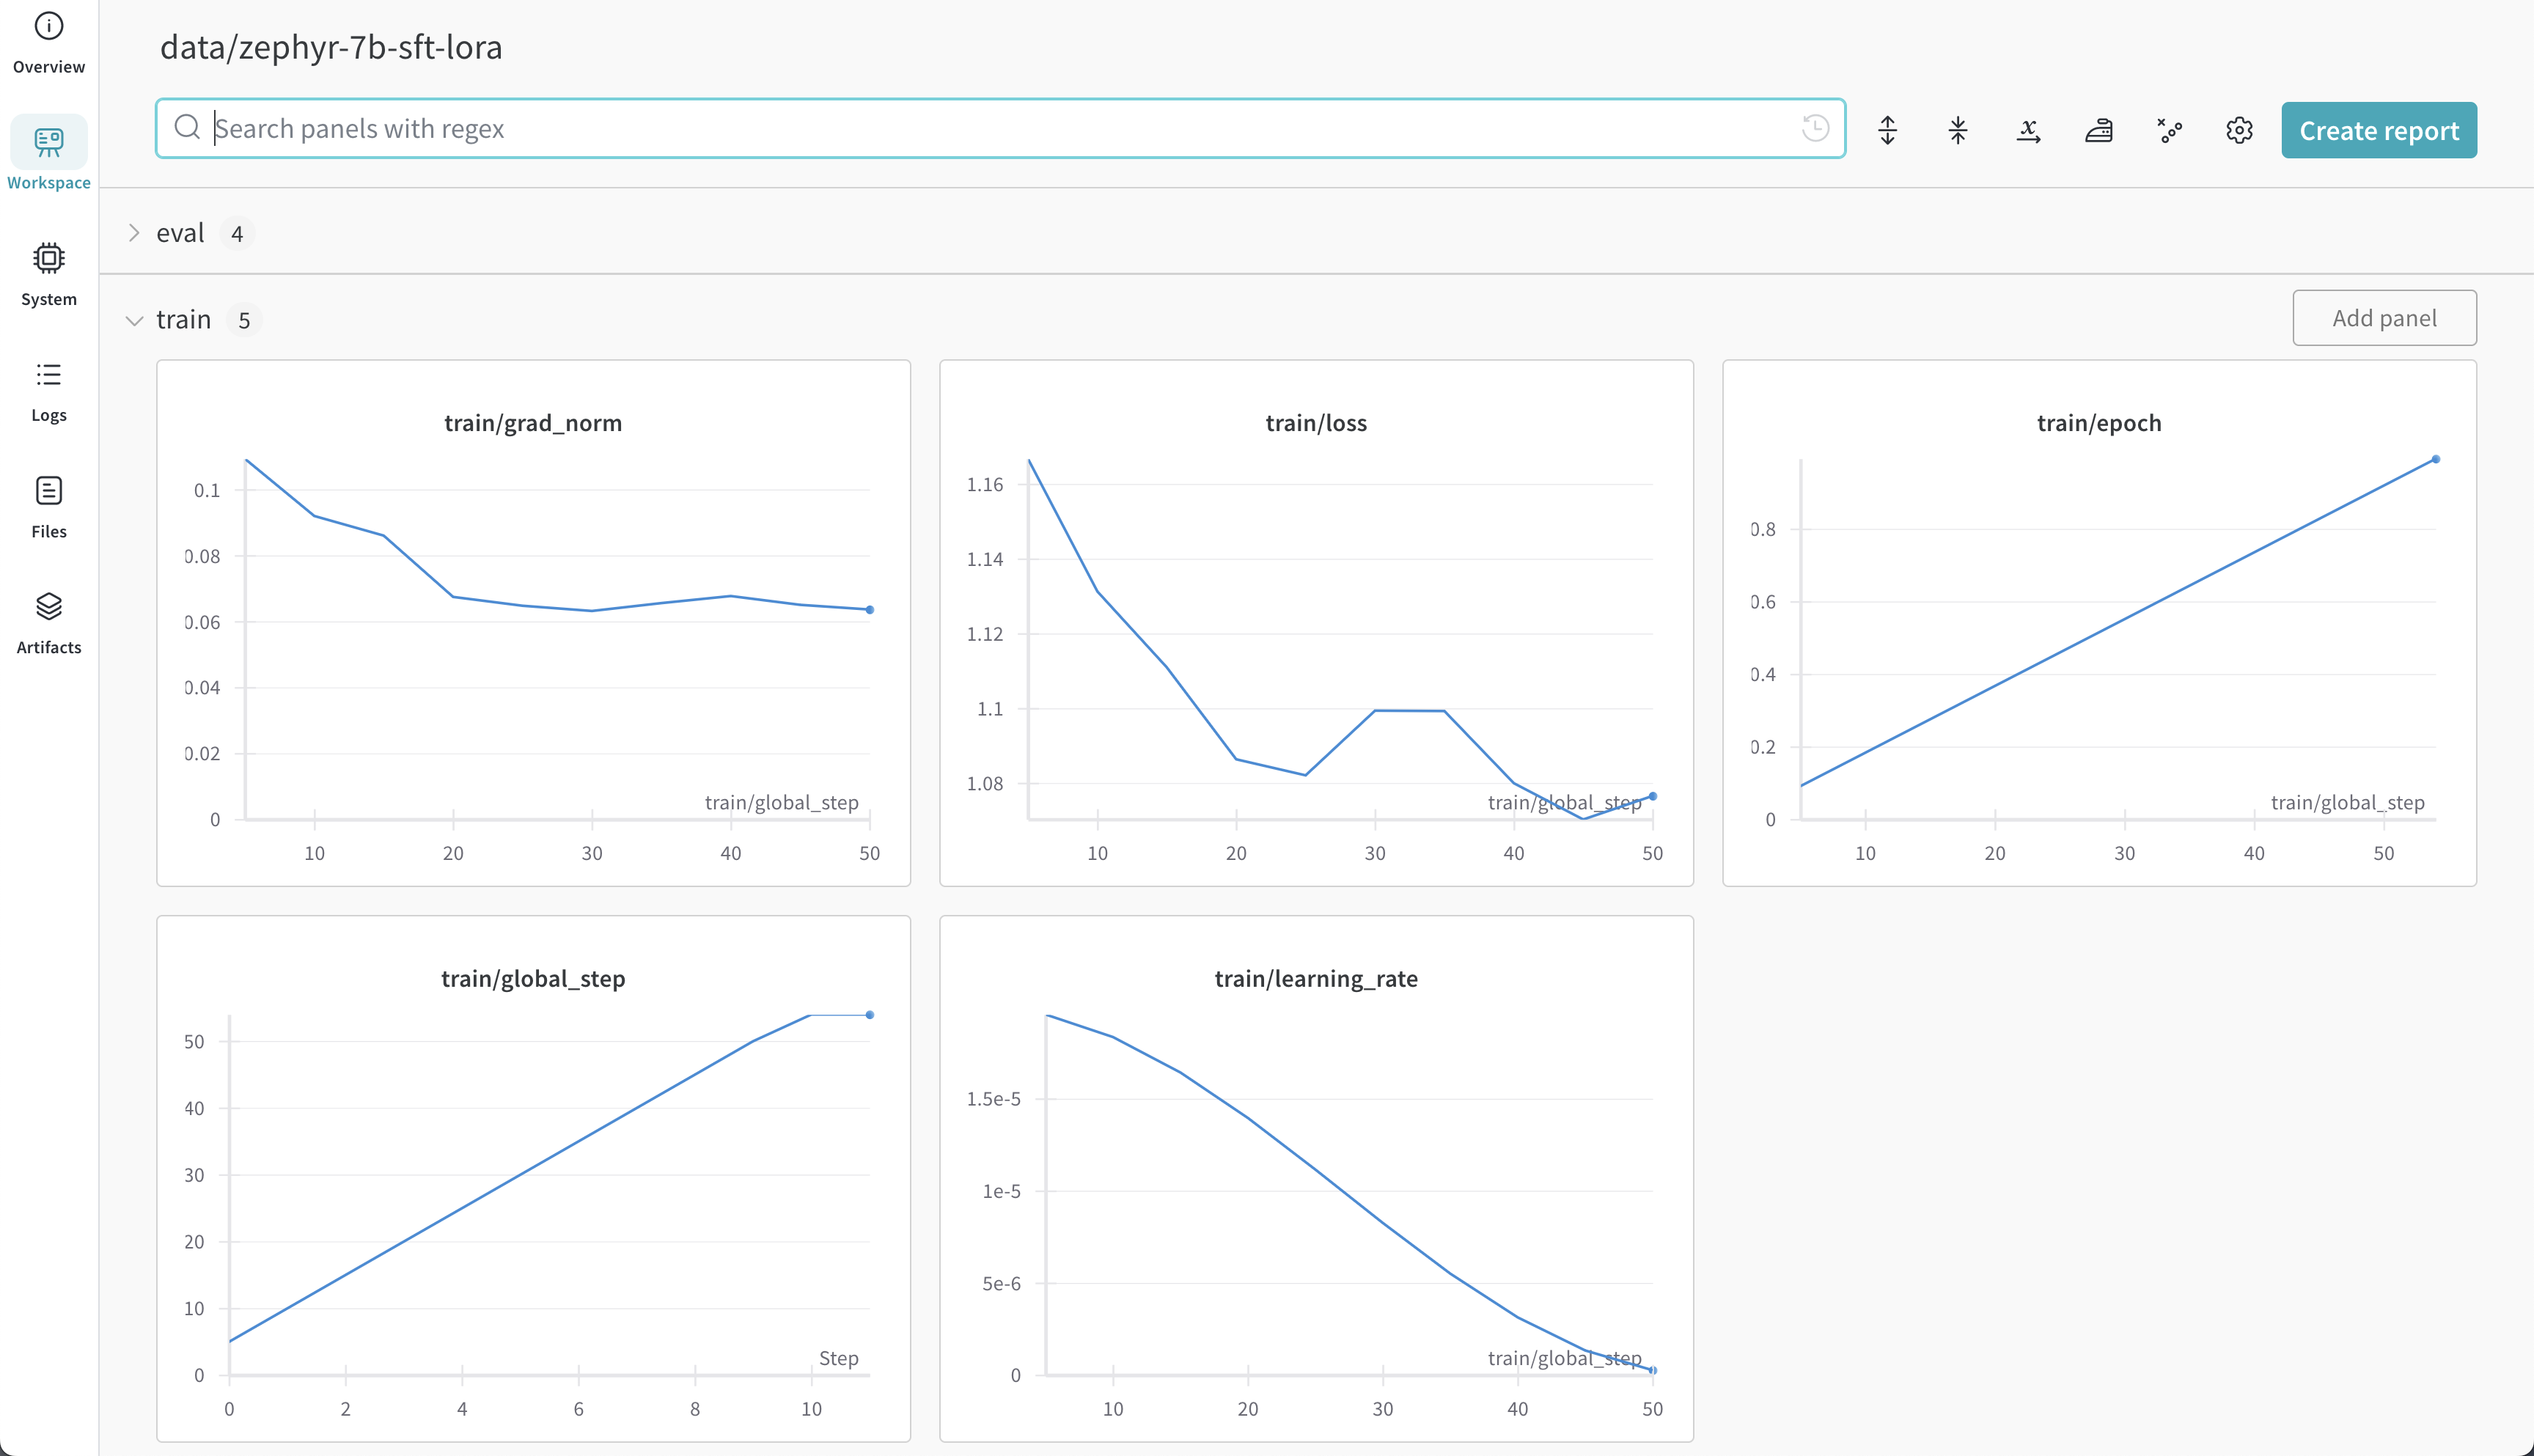 Overview
Workspace
System
Logs
Files
Artifacts
data/zephyr-7b-sft-lora
Search panels with regex
Create report
eval 4
train 5
Add panel
train/grad_norm
0.1
0.08
0.06
0.04
0.02
0
train/global_step
10 20 30 40 50
train/loss
1.16
1.14
1.12
1.1
1.08
train/global_step
10 20 30 40 50
train/epoch
0.8
0.6
0.4
0.2
0
train/global_step
10 20 30 40 50
train/global_step
50
40
30
20
10
0
Step
0 2 4 6 8 10
train/learning_rate
1.5e-5
1e-5
5e-6
0
train/global_step
10 20 30 40 50